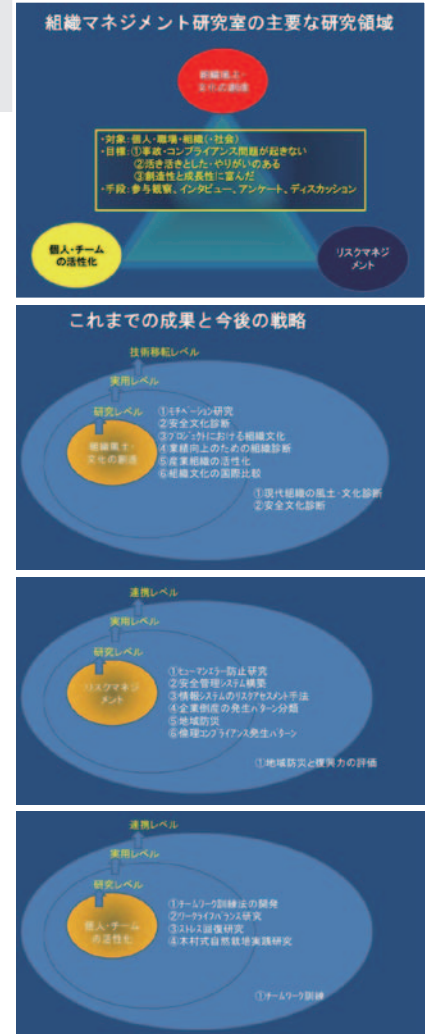 組織マネジメント研究室の主要な研究領域
組織風土・
文化の創造
・対象:個人・職場・組織(・社会)
・目標:①事故・コンプライアンス問題が起きない
②活き活きとした・やりがいのある
③創造性と成長性に富んだ
・手段:参与観察、インタビュー、アンケート、ディスカッション
個人・チーム
の活性化
リスクマネジ
メント
これまでの成果と今後の戦略
技術移転レベル
実用レベル
研究レベル
組織風土・
文化の創造
①モチベーション研究
②安全文化診断
③プロジェクトにおける組織文化
④業績向上のための組織診断
⑤産業組織の活性化
⑥組織文化の国際比較
①現代組織の風土・文化診断
②安全文化診断
連携レベル
実用レベル
研究レベル
リスクマネジ
メント
①ヒューマンエラー防止研究
②安全管理システム構築
③情報システムのリスクアセスメント手法
④企業倒産の発生パターン分類
⑤地域防災
⑥倫理コンプライアンス発生パターン
①地域防災と復興力の評価
連携レベル
実用レベル
研究レベル
個人・チーム
の活性化
①チームワーク訓練法の開発
②ワークライフバランス研究
③ストレス回復研究
④木村式自然栽培実践研究
①チームワーク訓練